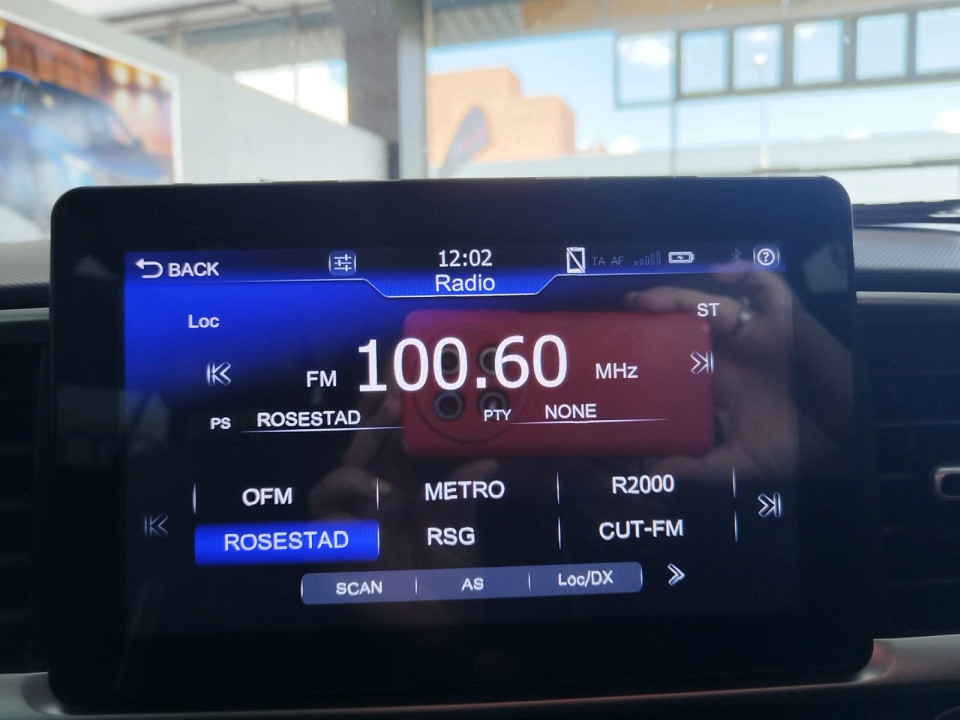 BACK 12:02 TA AF ?
Radio
Loc ST
FM 100.60 MHz
PS ROSESTAD PTY NONE
OFM METRO R2000
ROSESTAD RSG CUT-FM
SCAN AS Loc/DX